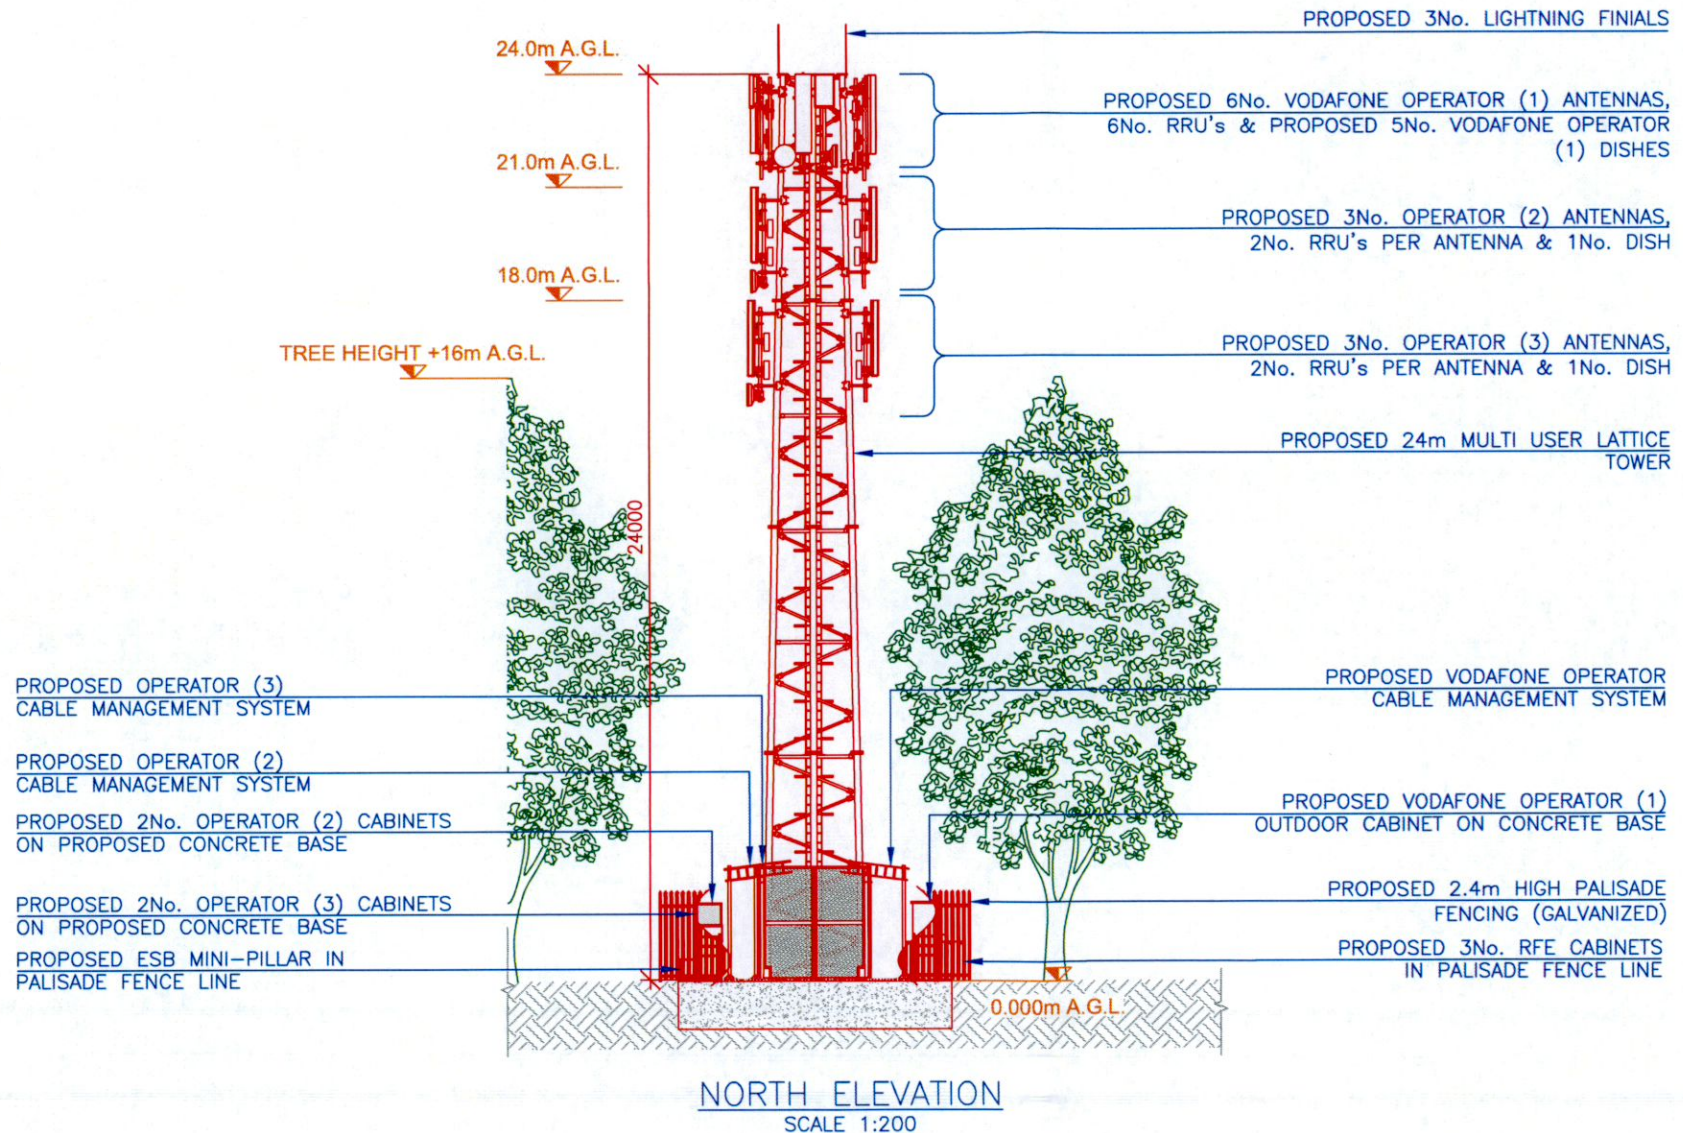 PROPOSED 3No. LIGHTNING FINIALS
24.0m A.G.L.
PROPOSED 6No. VODAFONE OPERATOR (1) ANTENNAS,
6No. RRU's & PROPOSED 5No. VODAFONE OPERATOR
(1) DISHES
21.0m A.G.L.
PROPOSED 3No. OPERATOR (2) ANTENNAS,
2No. RRU's PER ANTENNA & 1No. DISH
18.0m A.G.L.
TREE HEIGHT +16m A.G.L.
PROPOSED 3No. OPERATOR (3) ANTENNAS,
2No. RRU's PER ANTENNA & 1No. DISH
PROPOSED 24m MULTI USER LATTICE
TOWER
24000
PROPOSED OPERATOR (3)
CABLE MANAGEMENT SYSTEM
PROPOSED OPERATOR (2)
CABLE MANAGEMENT SYSTEM
PROPOSED 2No. OPERATOR (2) CABINETS
ON PROPOSED CONCRETE BASE
PROPOSED 2No. OPERATOR (3) CABINETS
ON PROPOSED CONCRETE BASE
PROPOSED ESB MINI-PILLAR IN
PALISADE FENCE LINE
PROPOSED VODAFONE OPERATOR
CABLE MANAGEMENT SYSTEM
PROPOSED VODAFONE OPERATOR (1)
OUTDOOR CABINET ON CONCRETE BASE
PROPOSED 2.4m HIGH PALISADE
FENCING (GALVANIZED)
PROPOSED 3No. RFE CABINETS
IN PALISADE FENCE LINE
0.000m A.G.L.
NORTH ELEVATION
SCALE 1:200